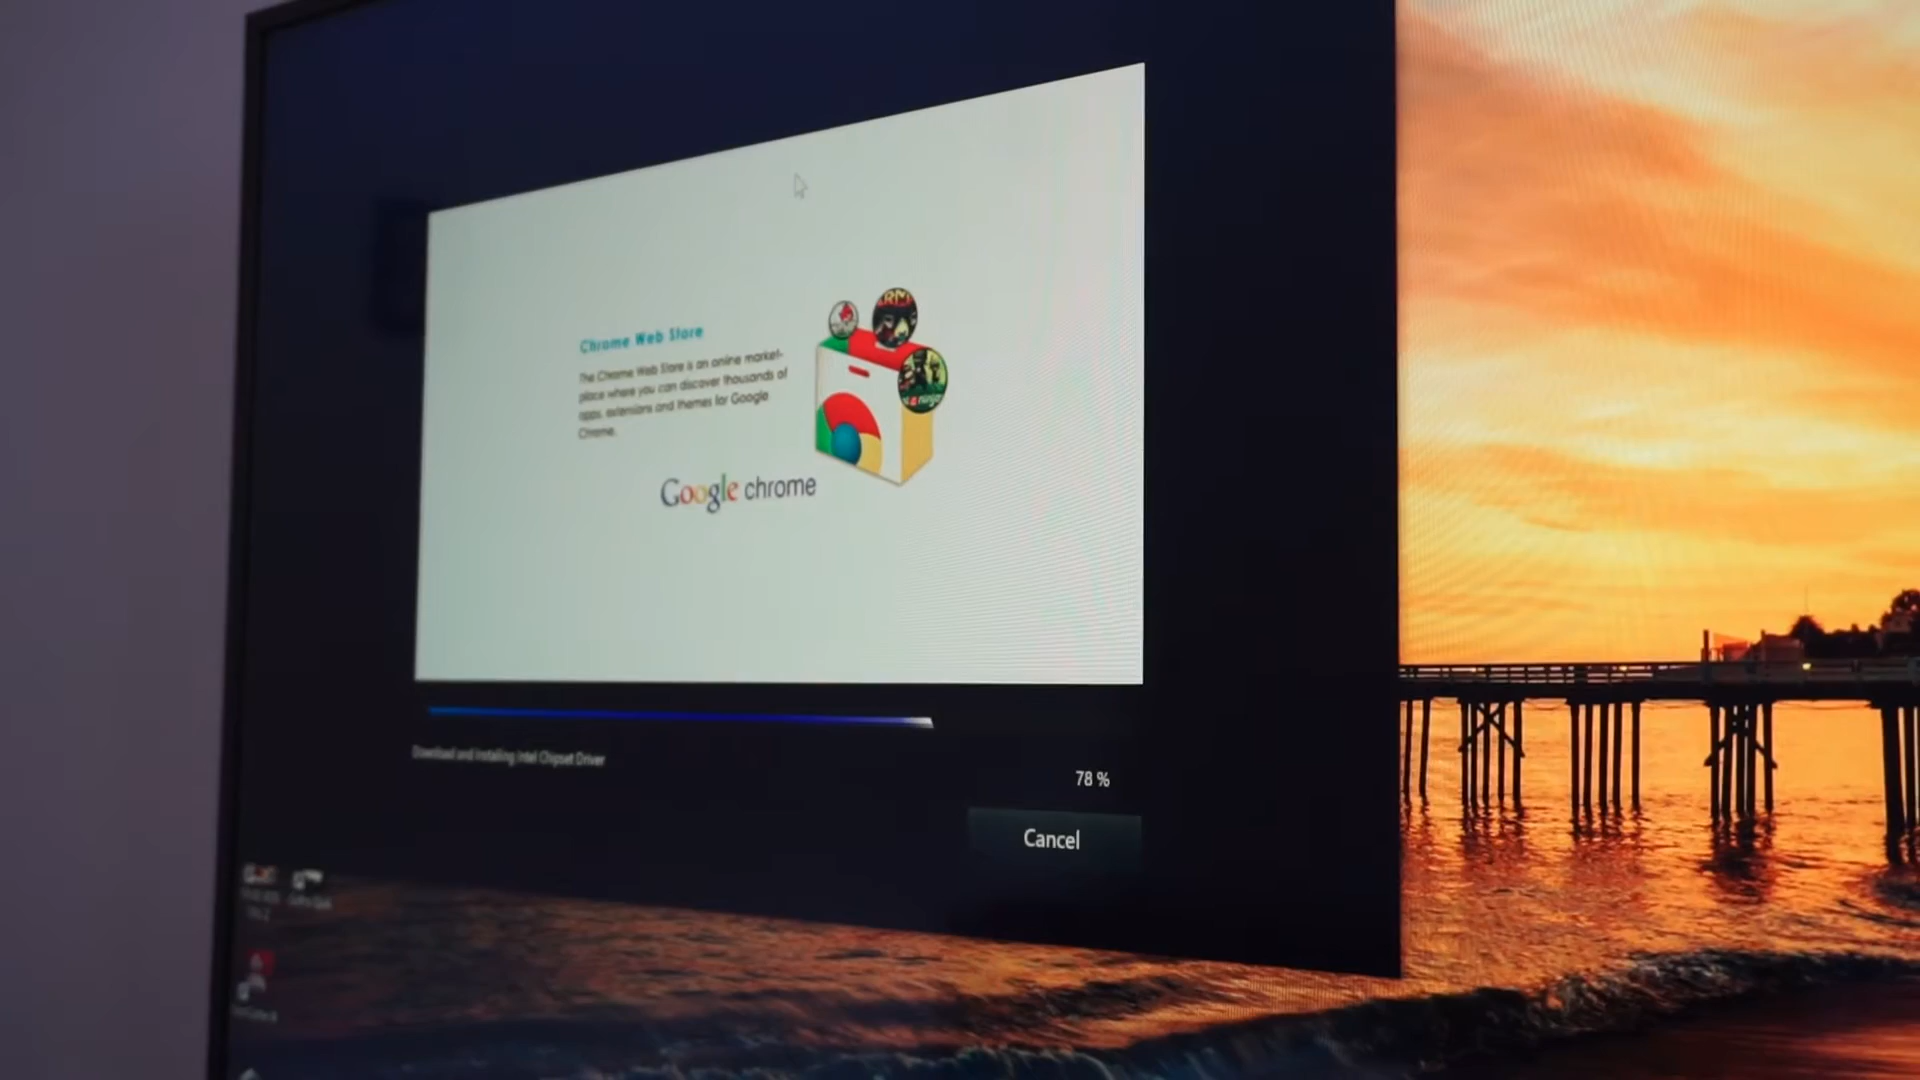 Chrome Web Store
The Chrome Web Store is an online market-
place where you can discover thousands of
apps, extensions and themes for Google
Chrome.
Google chrome
Download and Installing Intel Chipset Driver
78 %
Cancel